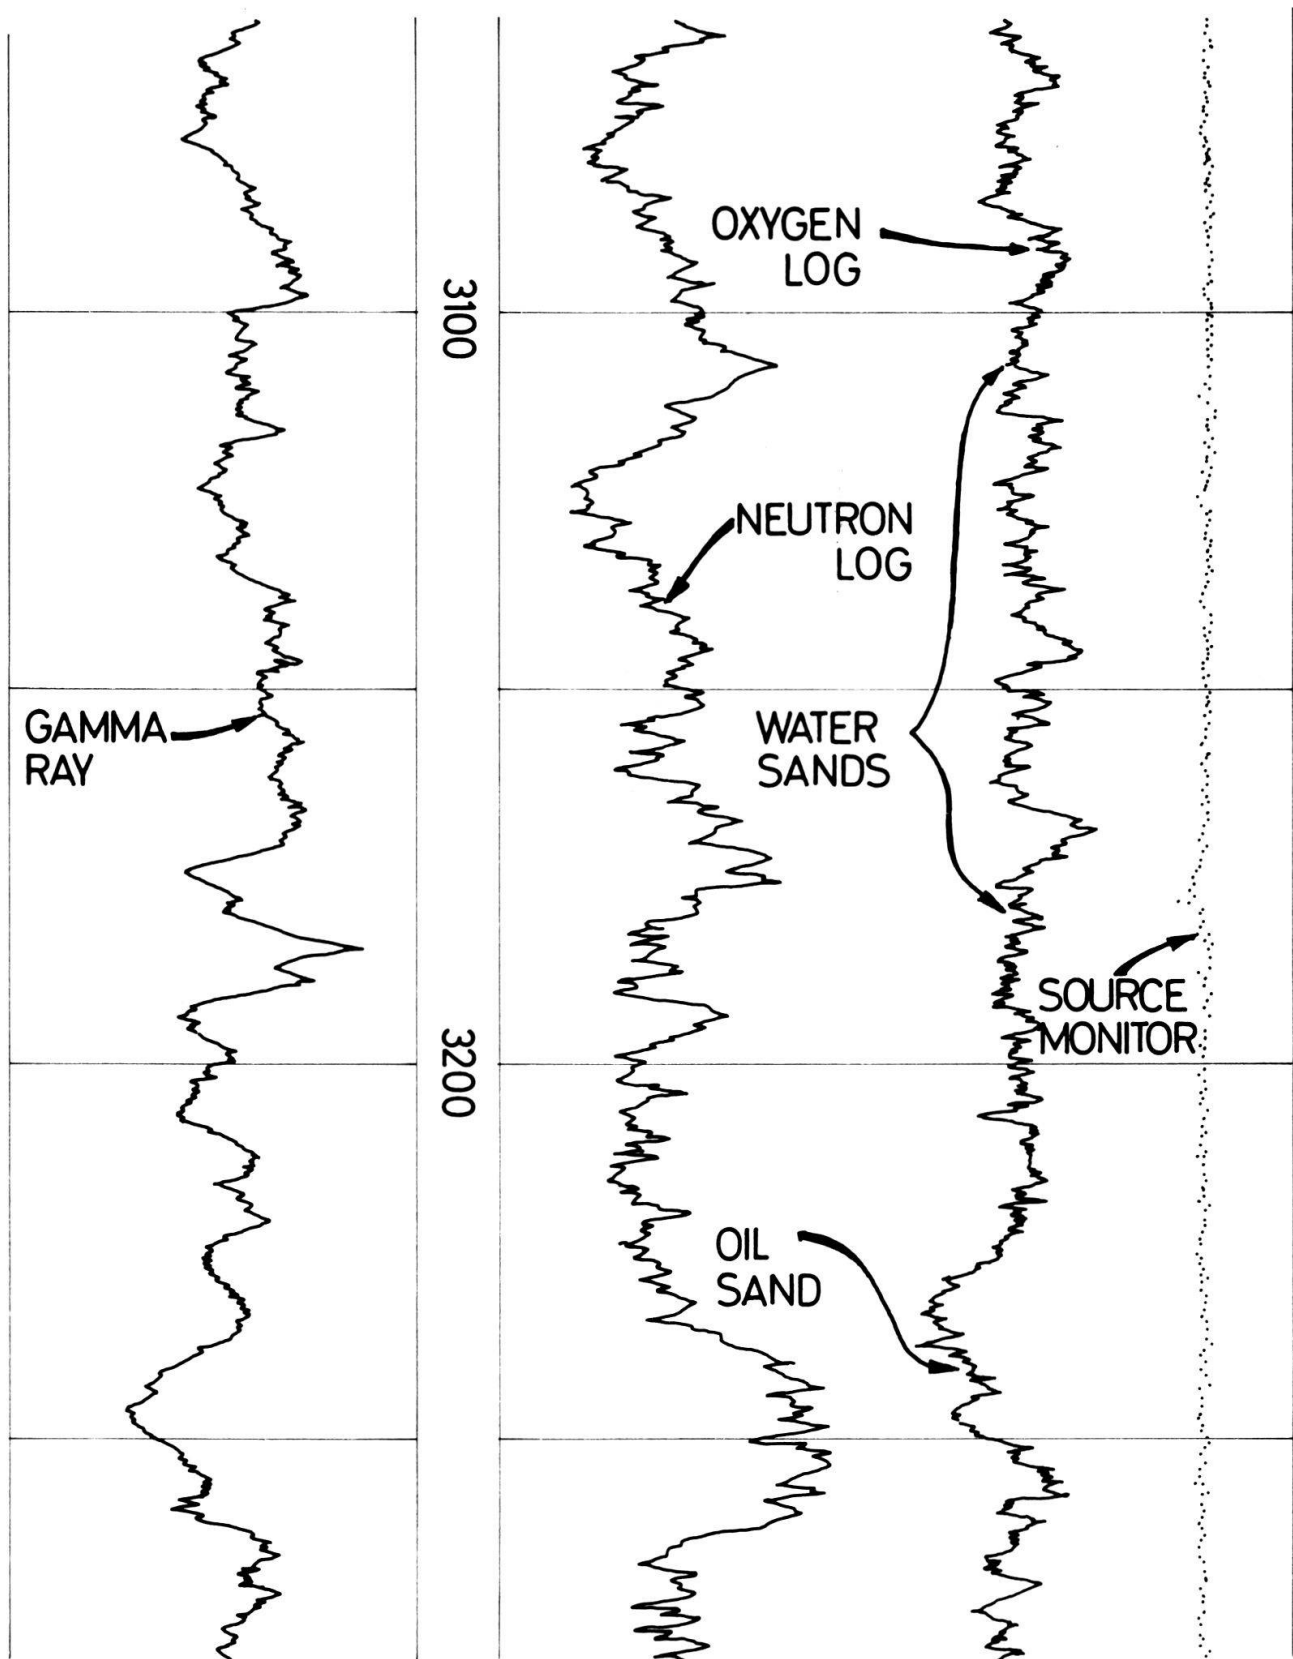 OXYGEN
LOG
3100
NEUTRON
LOG
GAMMA
RAY
WATER
SANDS
SOURCE
MONITOR
3200
OIL
SAND